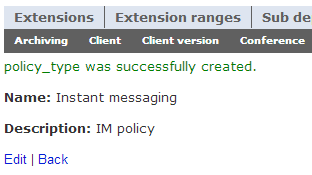 Extensions Extension ranges Sub de
Archiving Client Client version Conference
policy_type was successfully created.
Name: Instant messaging
Description: IM policy
Edit | Back